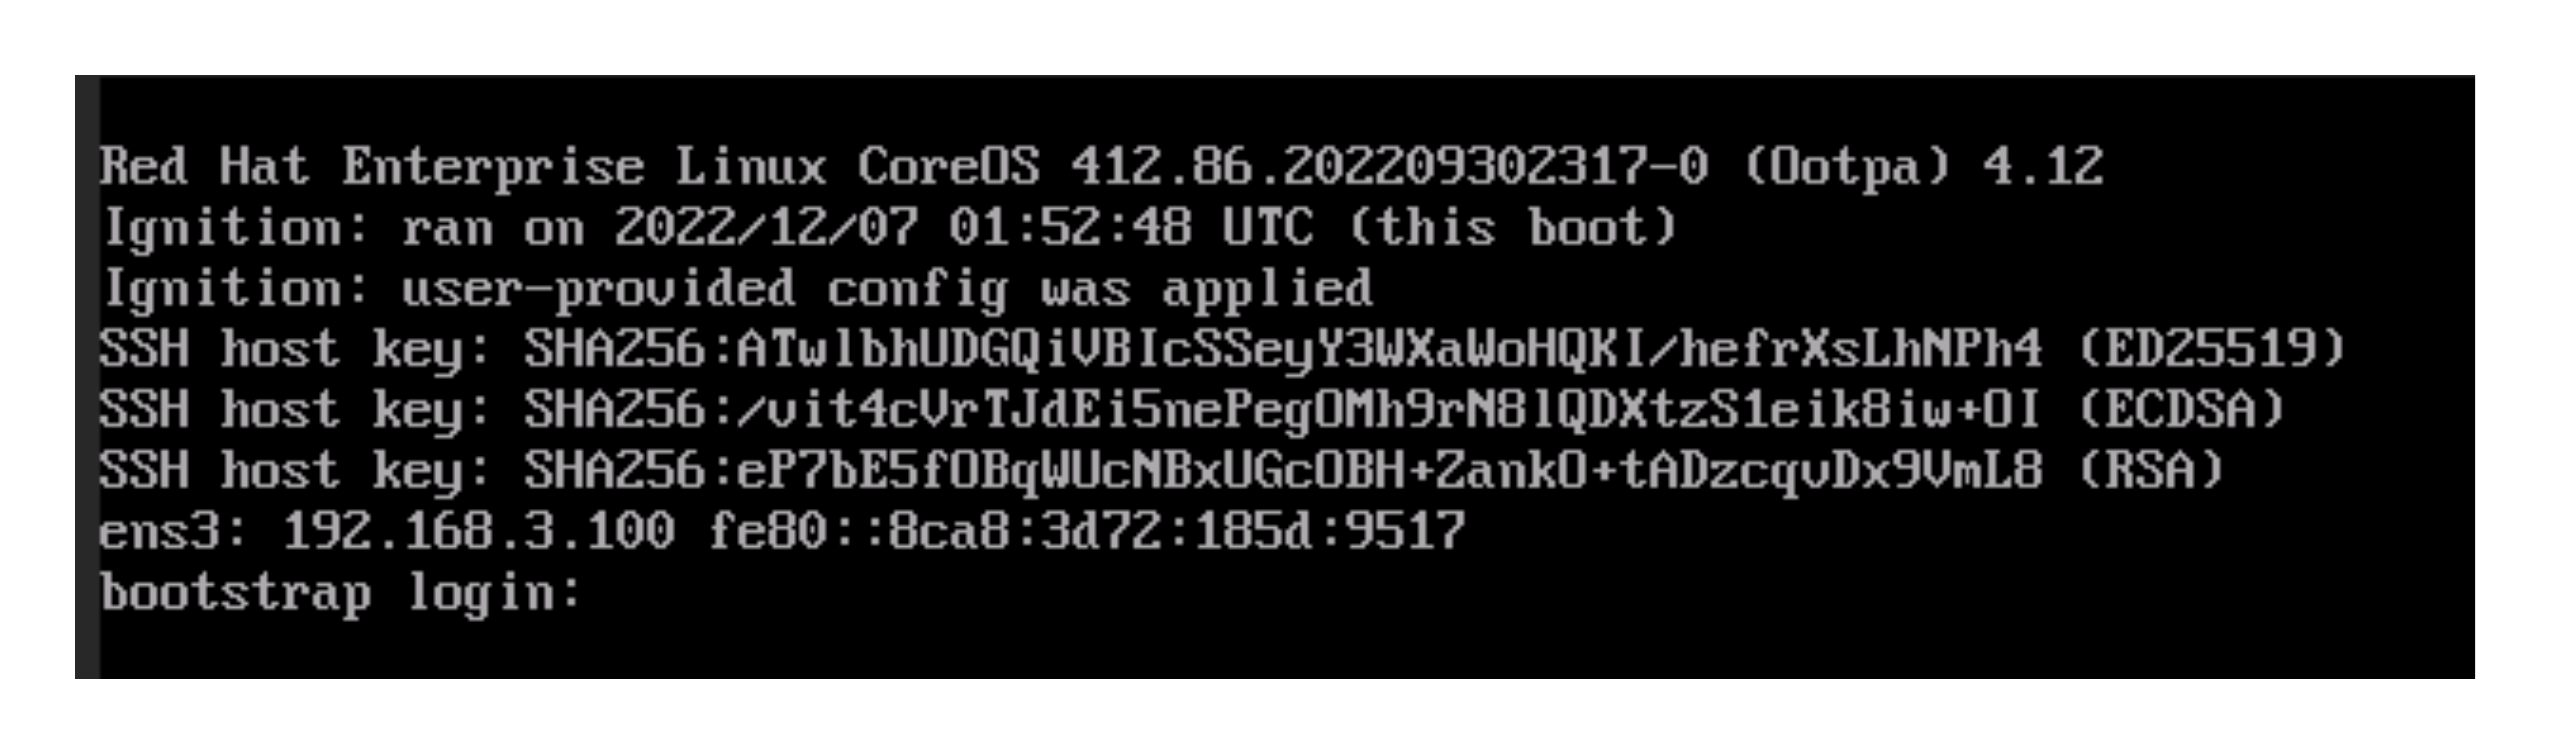 Red Hat Enterprise Linux CoreOS 412.86.202209302317-0 (Ootpa) 4.12
Ignition: ran on 2022/12/07 01:52:48 UTC (this boot)
Ignition: user-provided config was applied
SSH host key: SHA256:ATwlbhUDGQiVBIcSSeyY3WXaWoHQKI/hefrXsLhNPh4 (ED25519)
SSH host key: SHA256:/vit4cVrTJdEi5nePegOMh9rN8lQDXtzS1eik8iw+OI (ECDSA)
SSH host key: SHA256:eP7bE5fOBqWUcNBxUGcOBH+ZankO+tADzcqvDx9VmL8 (RSA)
ens3: 192.168.3.100 fe80::8ca8:3d72:185d:9517
bootstrap login: